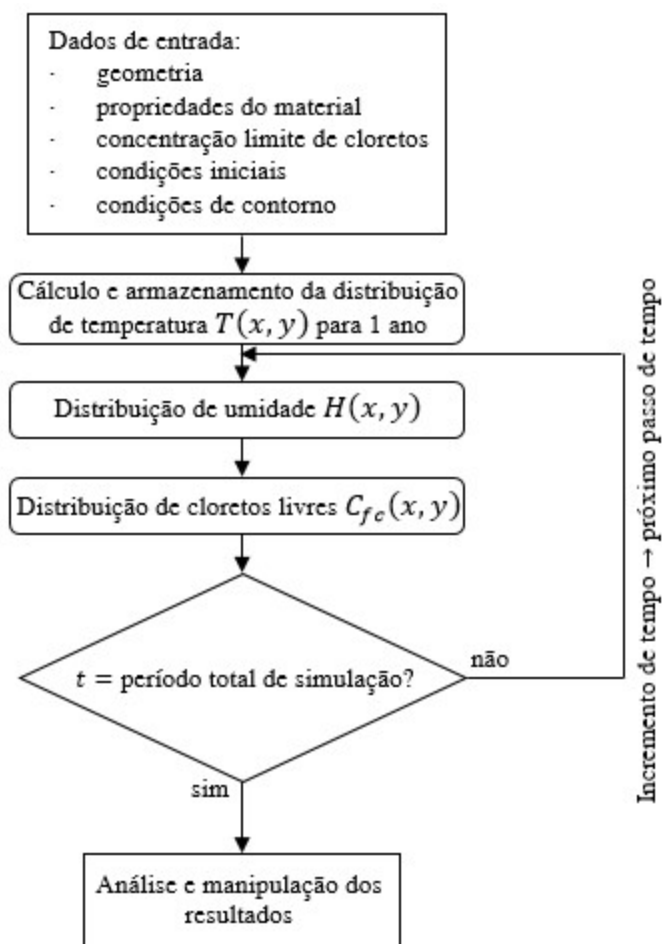 Dados de entrada:
· geometria
· propriedades do material
· concentração limite de cloretos
· condições iniciais
· condições de contorno
Cálculo e armazenamento da distribuição
de temperatura T(x, y) para 1 ano
Distribuição de umidade H(x, y)
Distribuição de cloretos livres C_{fc}(x, y)
t = período total de simulação?
não
Incremento de tempo → próximo passo de tempo
sim
Análise e manipulação dos
resultados